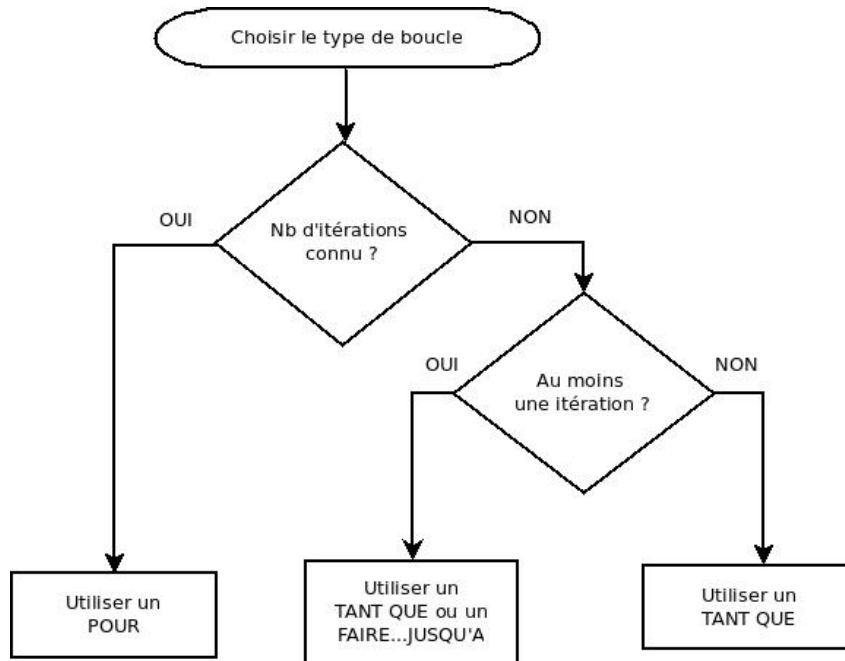 Choisir le type de boucle
OUI
NON
Nb d'itérations
connu ?
OUI
NON
Au moins
une itération ?
Utiliser un
POUR
Utiliser un
TANT QUE ou un
FAIRE...JUSQU'A
Utiliser un
TANT QUE